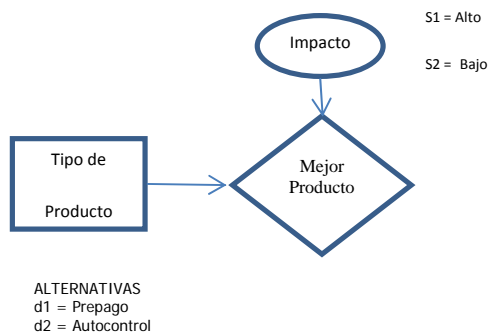 Impacto
S1 = Alto
S2 = Bajo
Tipo de
Producto
Mejor
Producto
ALTERNATIVAS
d1 = Prepago
d2 = Autocontrol